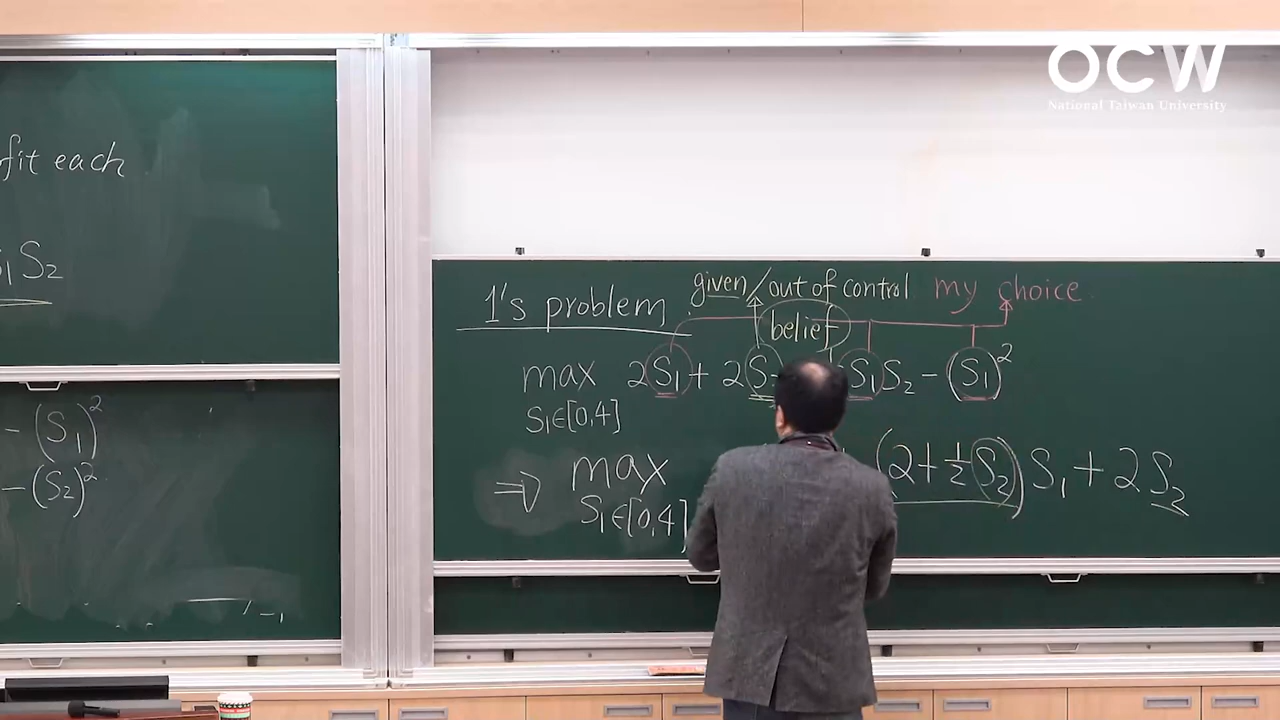 OCW
National Taiwan University
fit each
S₁S₂
-(S₁)²
-(S₂)²
1's problem
given/out of control my choice
belief
max 2S₁ + 2S S₁S₂ - (S₁)²
S₁∈[0,4]
⇒ max (2+½S₂)S₁ + 2S₂
S₁∈[0,4]